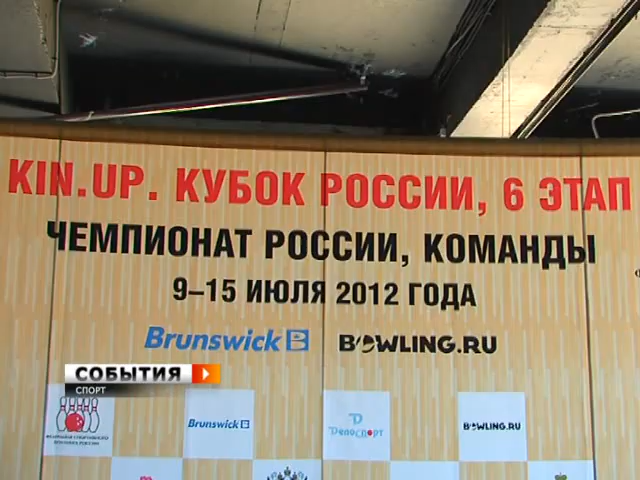 KIN.UP. КУБОК РОССИИ, 6 ЭТАП
ЧЕМПИОНАТ РОССИИ, КОМАНДЫ
9–15 ИЮЛЯ 2012 ГОДА
Brunswick B BOWLING.RU
СОБЫТИЯ
СПОРТ
Brunswick B ДепоСпорт BOWLING.RU